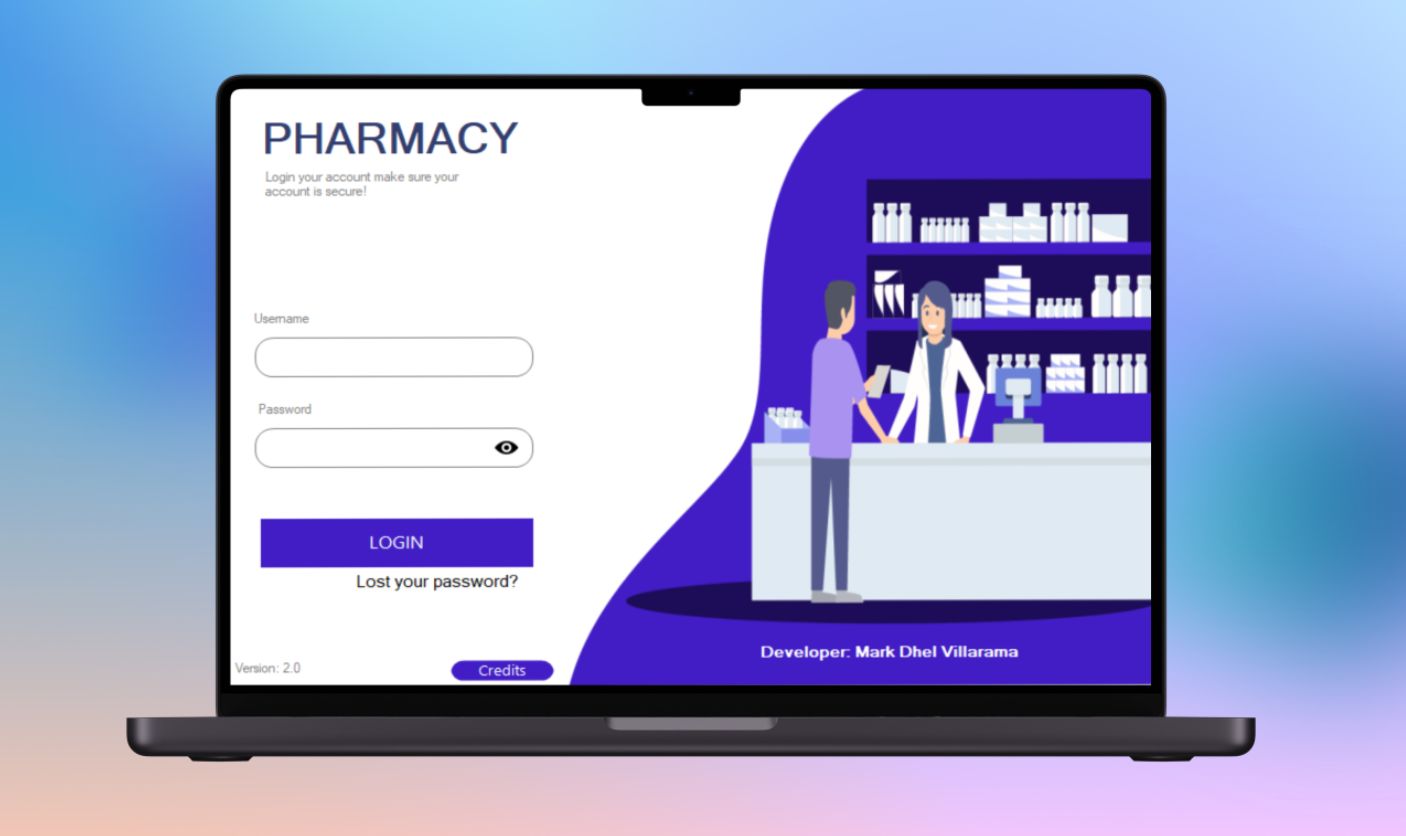 PHARMACY
Login your account make sure your
account is secure!
Username
Password
LOGIN
Lost your password?
Version: 2.0
Credits
Developer: Mark Dhel Villarama